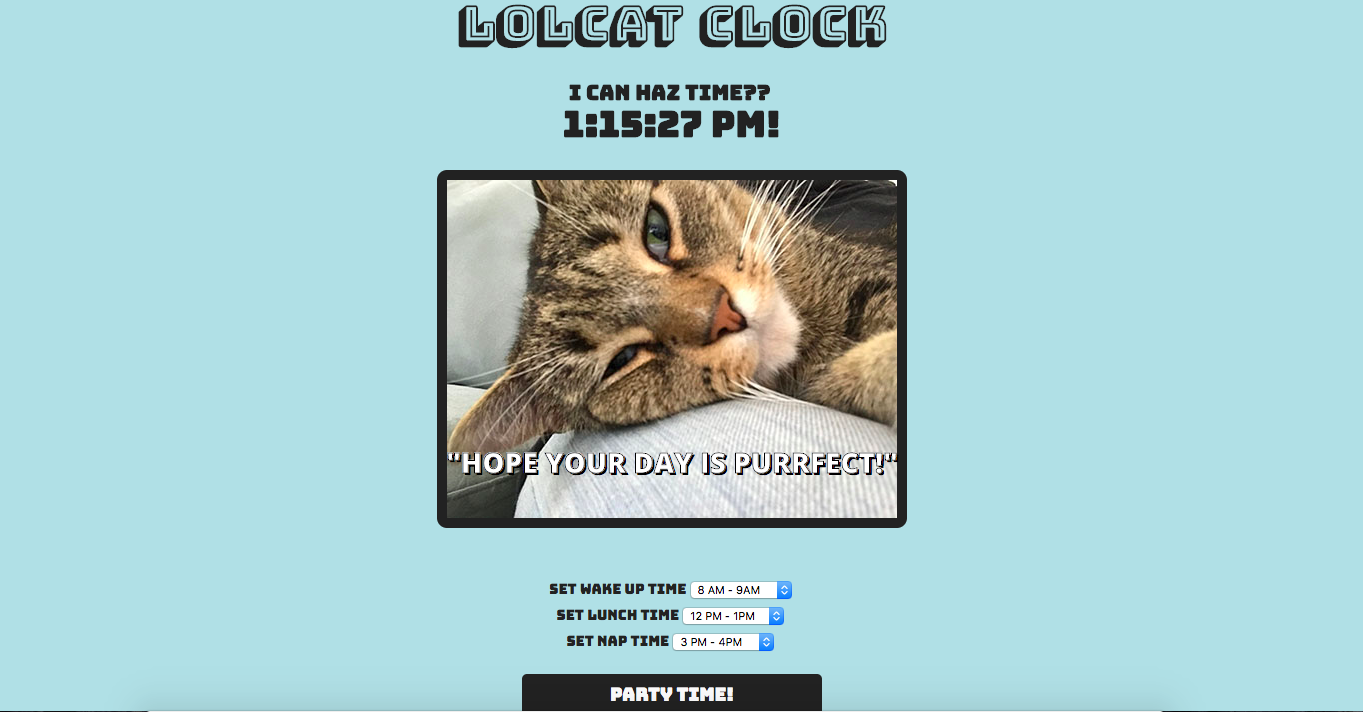 LOLCAT CLOCK
I CAN HAZ TIME??
1:15:27 PM!
"HOPE YOUR DAY IS PURRFECT!"
SET WAKE UP TIME 8 AM - 9AM
SET LUNCH TIME 12 PM - 1PM
SET NAP TIME 3 PM - 4PM
PARTY TIME!